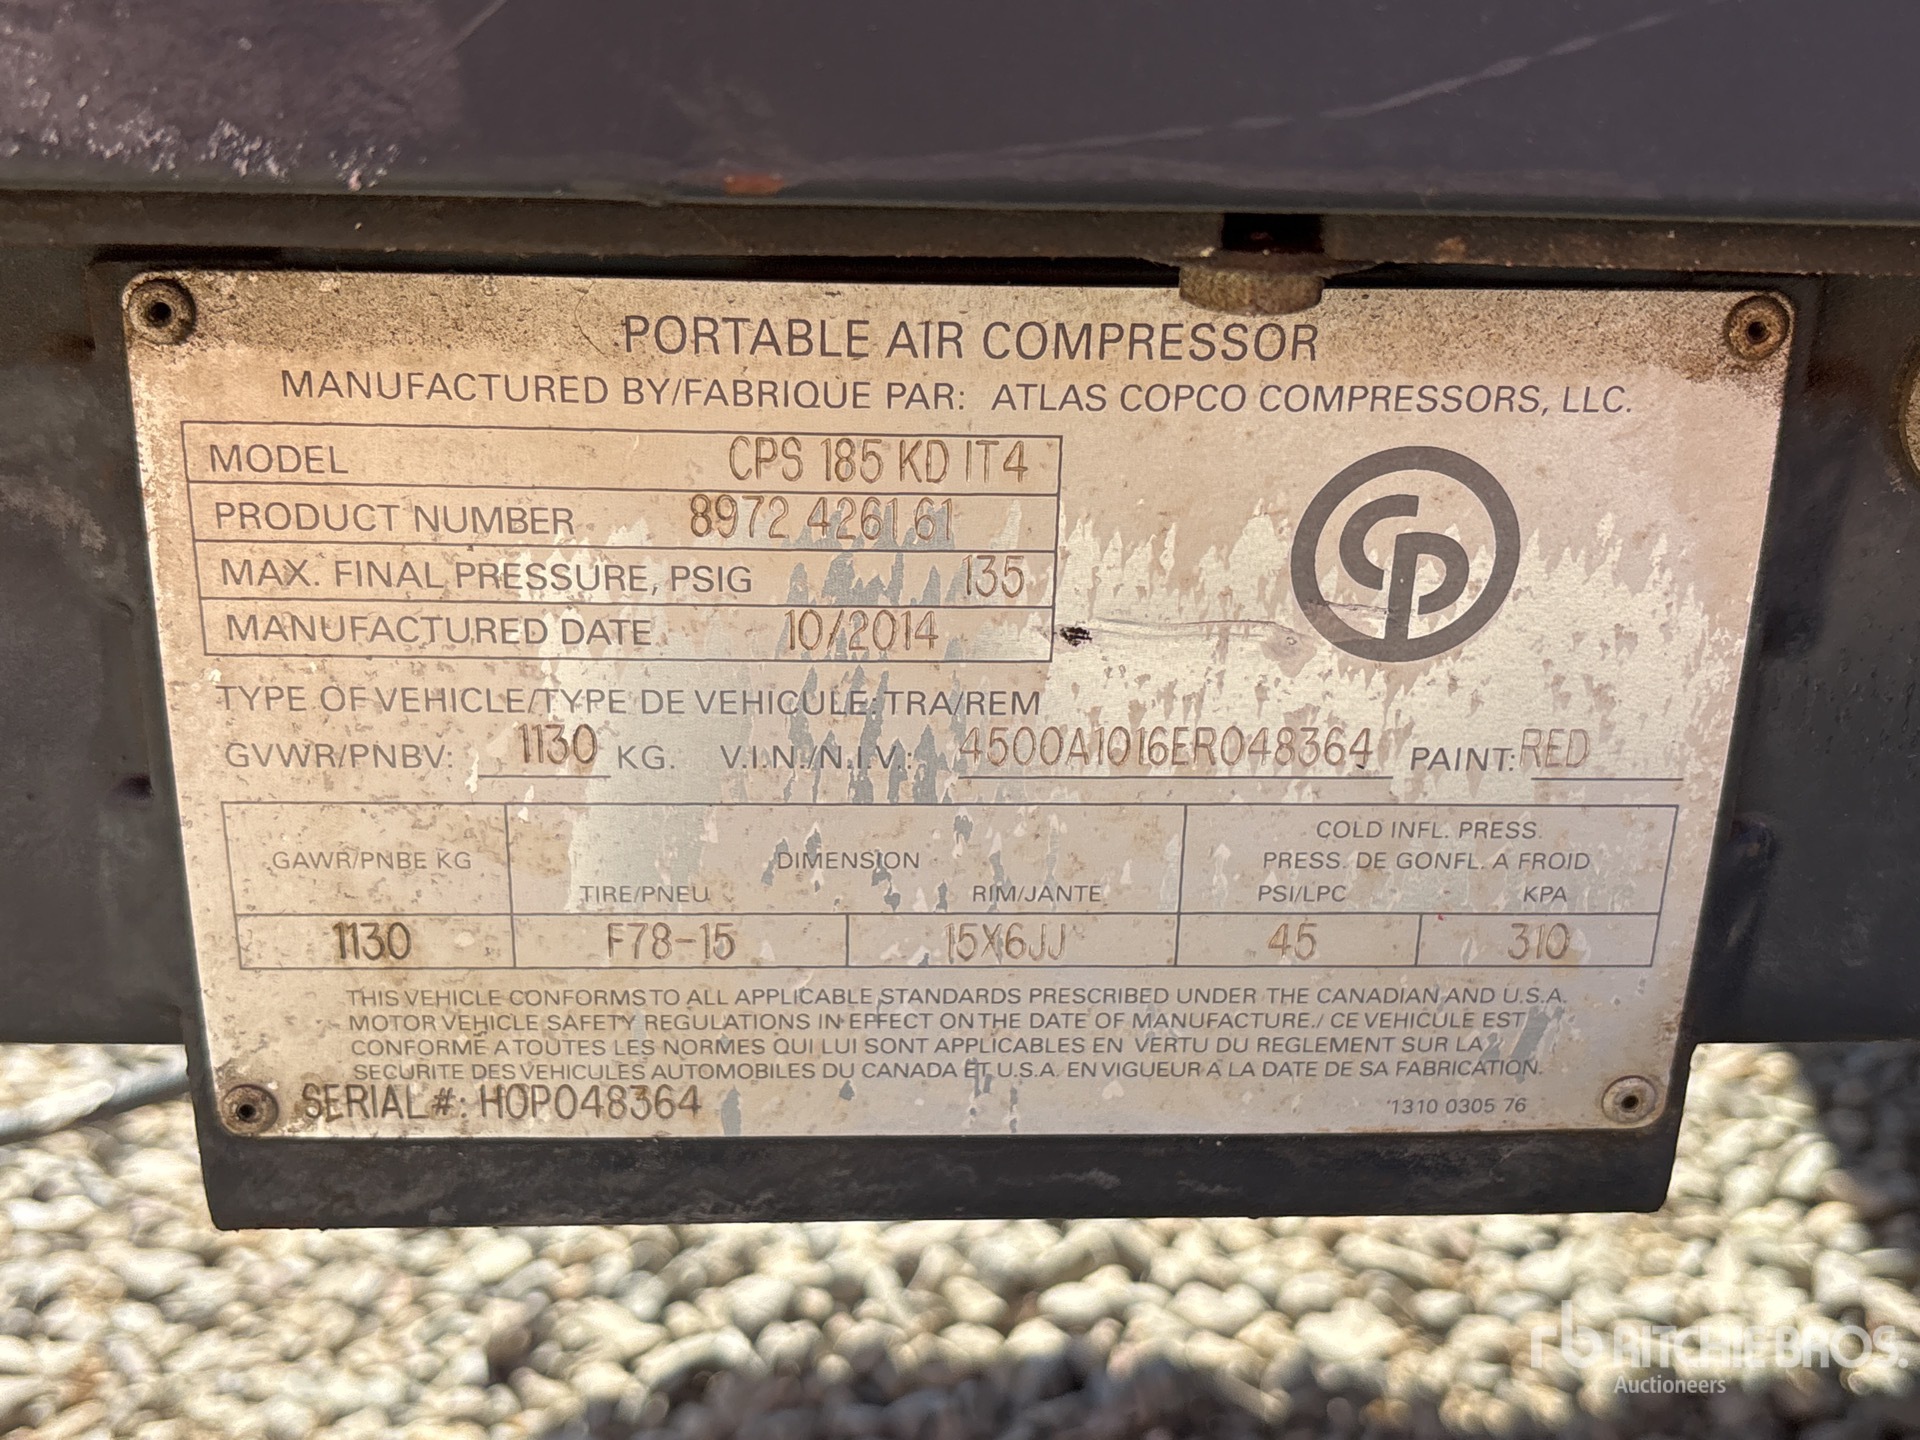 PORTABLE AIR COMPRESSOR
MANUFACTURED BY/FABRIQUE PAR: ATLAS COPCO COMPRESSORS, LLC.
MODEL CPS 185 KD IT4
PRODUCT NUMBER 8972 4261 61
MAX. FINAL PRESSURE, PSIG 135
MANUFACTURED DATE 10/2014
CP
TYPE OF VEHICLE/TYPE DE VEHICULE: TRA/REM
GVWR/PNBV: 1130 KG. V.I.N./N.I.V.: 4500A1016ER048364 PAINT: RED
COLD INFL. PRESS.
GAWR/PNBE KG DIMENSION PRESS. DE GONFL. A FROID
TIRE/PNEU RIM/JANTE PSI/LPC KPA
1130 F78-15 15X6JJ 45 310
THIS VEHICLE CONFORMS TO ALL APPLICABLE STANDARDS PRESCRIBED UNDER THE CANADIAN AND U.S.A.
MOTOR VEHICLE SAFETY REGULATIONS IN EFFECT ON THE DATE OF MANUFACTURE./ CE VEHICULE EST
CONFORME A TOUTES LES NORMES QUI LUI SONT APPLICABLES EN VERTU DU REGLEMENT SUR LA
SECURITE DES VEHICULES AUTOMOBILES DU CANADA ET U.S.A. EN VIGUEUR A LA DATE DE SA FABRICATION.
SERIAL#: HOP048364
1310 0305 76
rb RITCHIE BROS.
Auctioneers